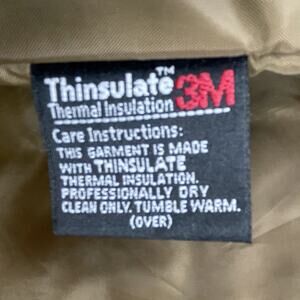 Thinsulate™ 3M
Thermal Insulation
Care Instructions:
THIS GARMENT IS MADE
WITH THINSULATE
THERMAL INSULATION.
PROFESSIONALLY DRY
CLEAN ONLY. TUMBLE WARM.
(OVER)